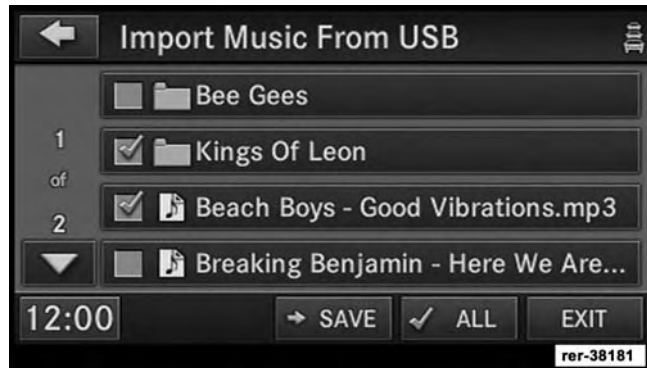 Import Music From USB
Bee Gees
1
of
2
Kings Of Leon
Beach Boys - Good Vibrations.mp3
Breaking Benjamin - Here We Are...
12:00
SAVE
ALL
EXIT
rer-38181